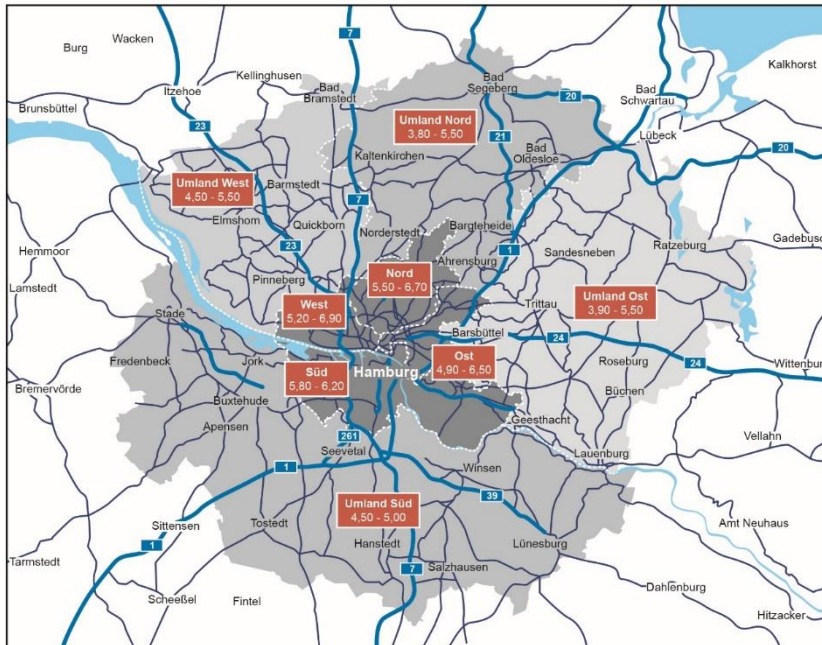 Burg
Wacken
7
Kalkhorst
Itzehoe
Kellinghusen
Bad
Bramstedt
Bad
Segeberg
20
Bad
Schwartau
Brunsbüttel
23
Umland Nord
3,80 - 5,50
21
Lübeck
20
Kaltenkirchen
Bad
Oldesloe
Umland West
4,50 - 5,50
Barmstedt
7
Elmshorn
Quickborn
Norderstedt
Bargteheide
23
1
Sandesneben
Ratzeburg
Gadebusc
Hemmoor
Ahrensburg
Lamstedt
Pinneberg
Nord
5,50 - 6,70
West
5,20 - 6,90
Trittau
Umland Ost
3,90 - 5,50
Stade
Barsbüttel
24
Fredenbeck
Jork
Süd
5,80 - 6,20
Hamburg
Ost
4,90 - 6,50
Roseburg
24
Wittenbur
Bremervörde
Buxtehude
Büchen
Apensen
Geesthacht
261
Seevetal
Lauenburg
Vellahn
1
Winsen
39
Umland Süd
4,50 - 5,00
Sittensen
1
Tostedt
Hanstedt
Lünesburg
Amt Neuhaus
Tarmstedt
7
Salzhausen
Scheeßel
Fintel
Dahlenburg
Hitzacker